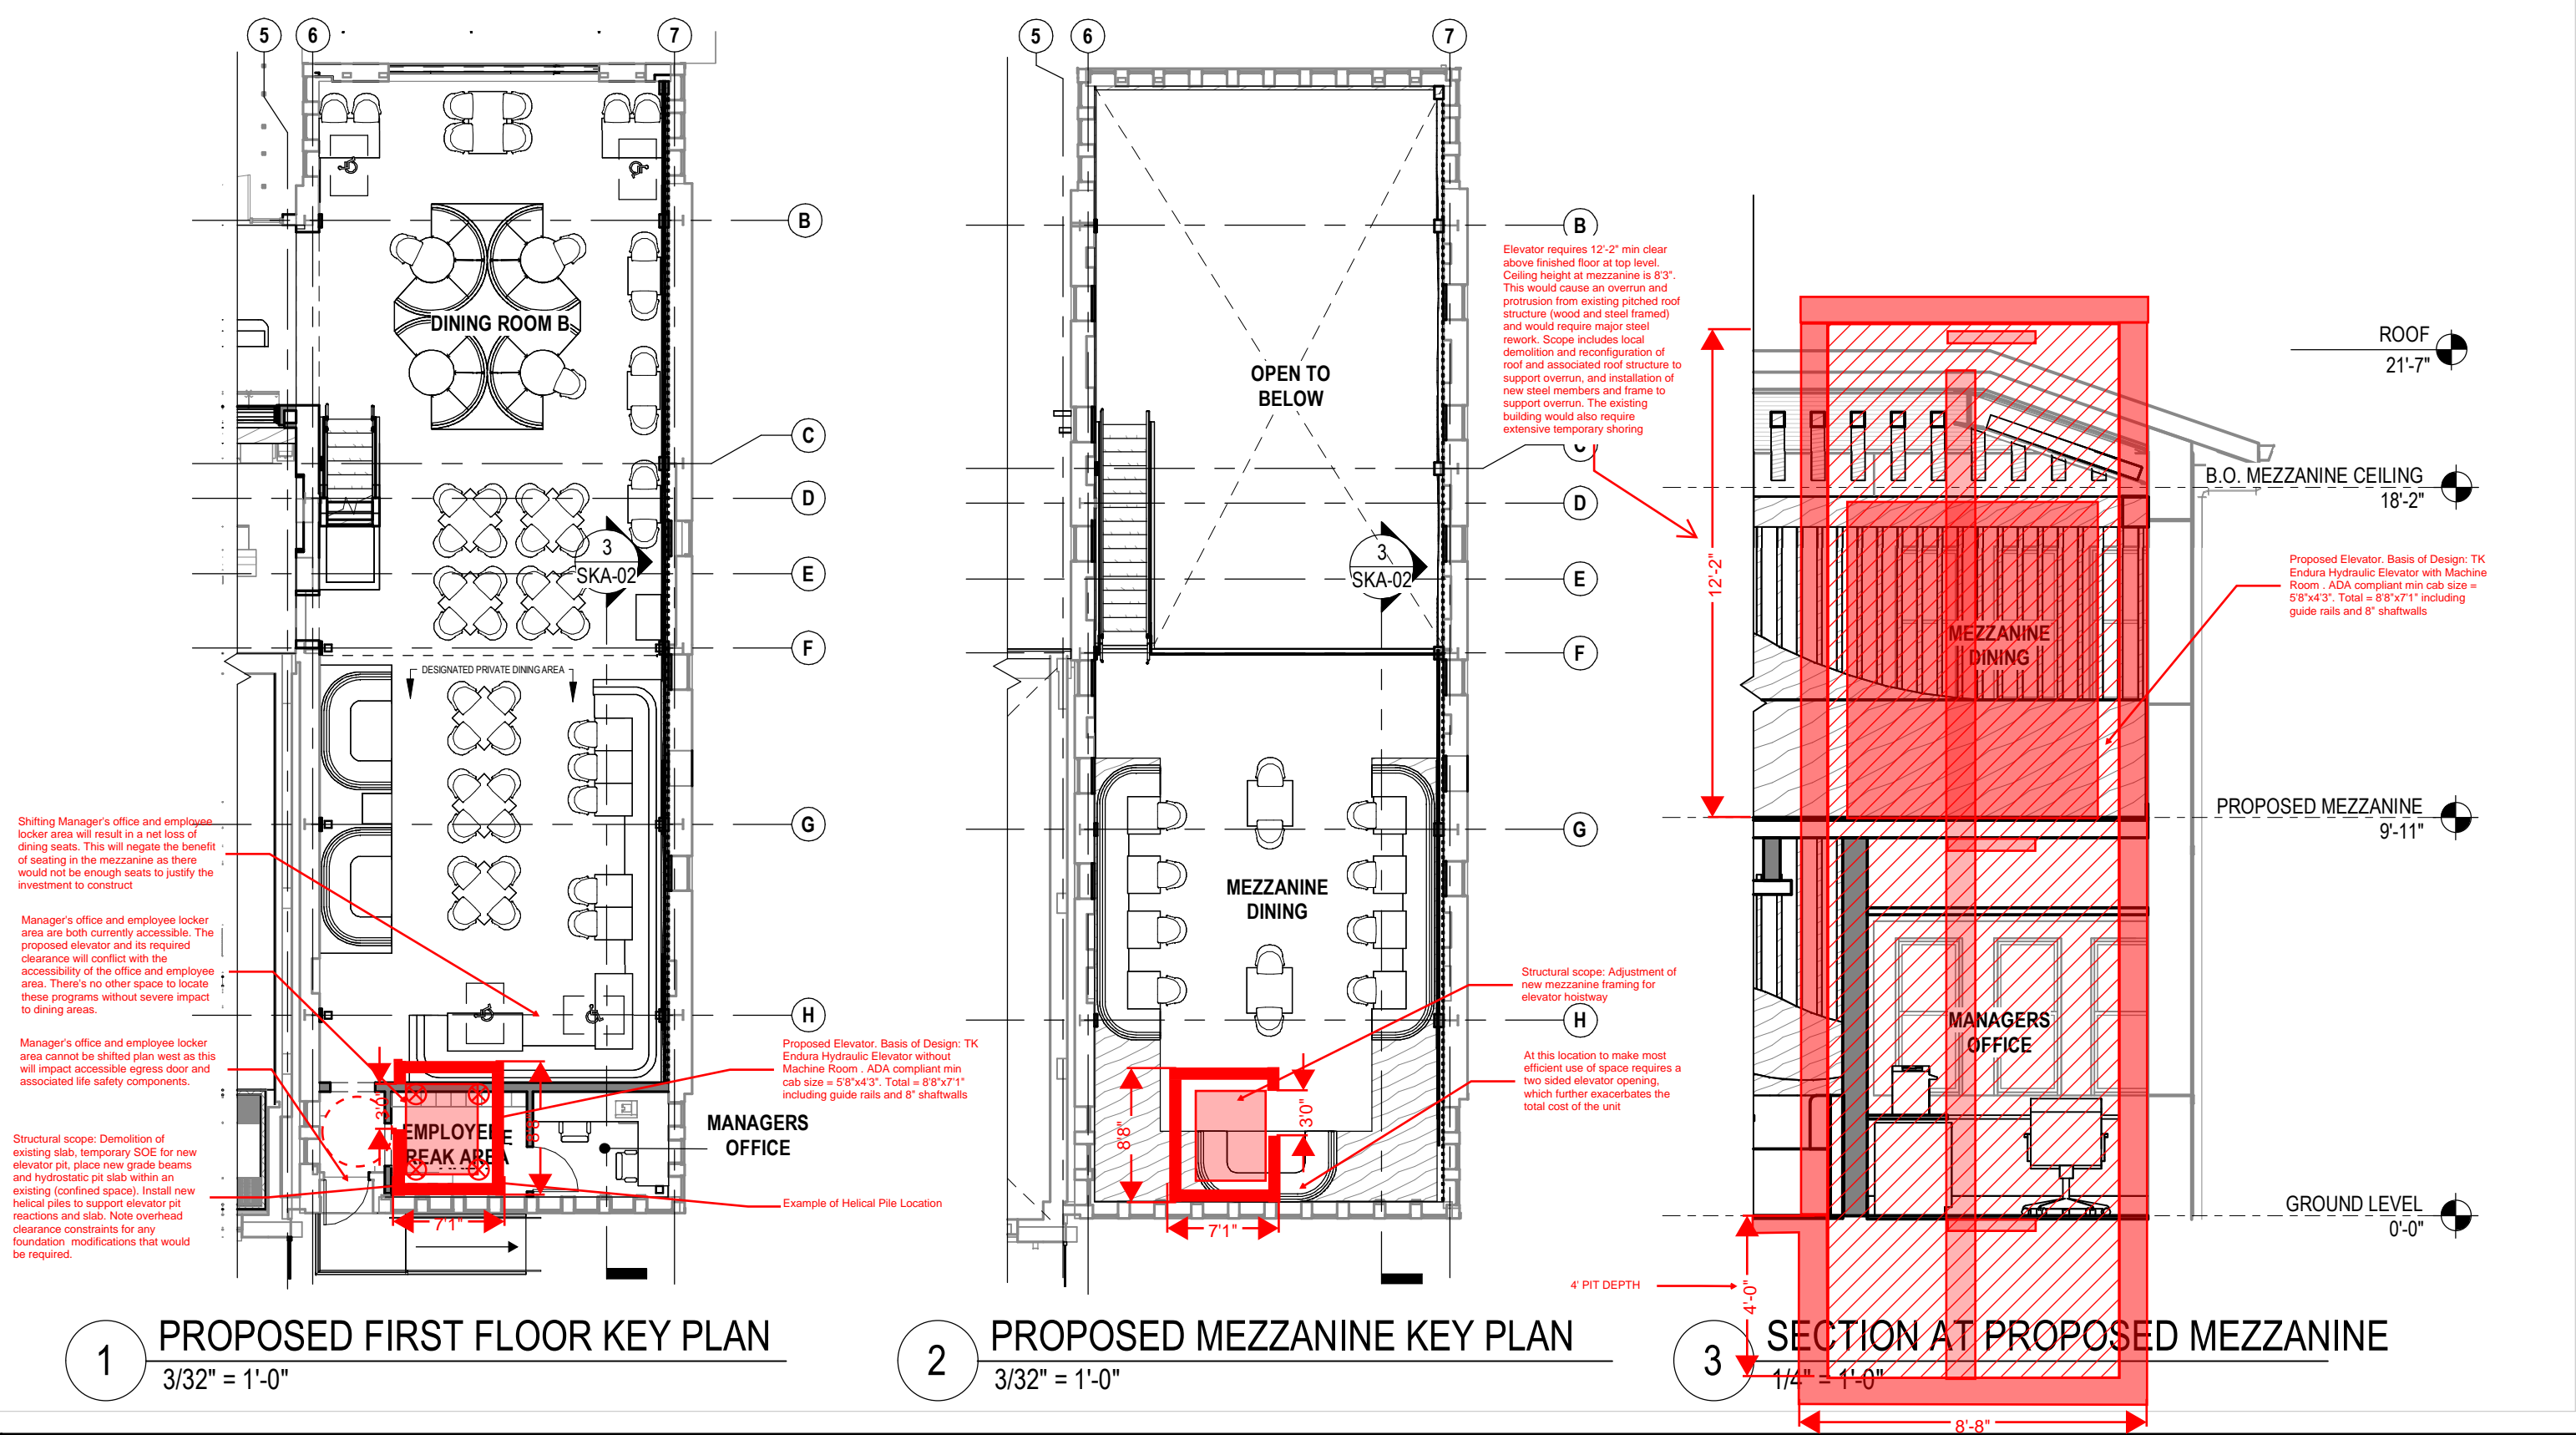 5
6
7
B
C
D
E
F
G
H
DINING ROOM B
3
SKA-02
DESIGNATED PRIVATE DINING AREA
Shifting Manager's office and employee
locker area will result in a net loss of
dining seats. This will negate the benefit
of seating in the mezzanine as there
would not be enough seats to justify the
investment to construct
Manager's office and employee locker
area are both currently accessible. The
proposed elevator and its required
clearance will conflict with the
accessibility of the office and employee
area. There's no other space to locate
these programs without severe impact
to dining areas.
Manager's office and employee locker
area cannot be shifted plan west as this
will impact accessible egress door and
associated life safety components.
Structural scope: Demolition of
existing slab, temporary SOE for new
elevator pit, place new grade beams
and hydrostatic pit slab within an
existing (confined space). Install new
helical piles to support elevator pit
reactions and slab. Note overhead
clearance constraints for any
foundation modifications that would
be required.
3'0"
8'8"
7'1"
EMPLOYEE
REAK AREA
MANAGERS
OFFICE
Proposed Elevator. Basis of Design: TK
Endura Hydraulic Elevator without
Machine Room . ADA compliant min
cab size = 5'8"x4'3". Total = 8'8"x7'1"
including guide rails and 8" shaftwalls
Example of Helical Pile Location
1
PROPOSED FIRST FLOOR KEY PLAN
3/32" = 1'-0"
5
6
7
B
C
D
E
F
G
H
OPEN TO
BELOW
3
SKA-02
MEZZANINE
DINING
8'8"
3'0"
7'1"
Structural scope: Adjustment of
new mezzanine framing for
elevator hoistway
At this location to make most
efficient use of space requires a
two sided elevator opening,
which further exacerbates the
total cost of the unit
2
PROPOSED MEZZANINE KEY PLAN
3/32" = 1'-0"
Elevator requires 12'-2" min clear
above finished floor at top level.
Ceiling height at mezzanine is 8'3".
This would cause an overrun and
protrusion from existing pitched roof
structure (wood and steel framed)
and would require major steel
rework. Scope includes local
demolition and reconfiguration of
roof and associated roof structure to
support overrun, and installation of
new steel members and frame to
support overrun. The existing
building would also require
extensive temporary shoring
12'-2"
ROOF
21'-7"
B.O. MEZZANINE CEILING
18'-2"
Proposed Elevator. Basis of Design: TK
Endura Hydraulic Elevator with Machine
Room . ADA compliant min cab size =
5'8"x4'3". Total = 8'8"x7'1" including
guide rails and 8" shaftwalls
MEZZANINE
DINING
PROPOSED MEZZANINE
9'-11"
MANAGERS
OFFICE
GROUND LEVEL
0'-0"
4' PIT DEPTH
4'-0"
3
SECTION AT PROPOSED MEZZANINE
1/4" = 1'-0"
8'-8"